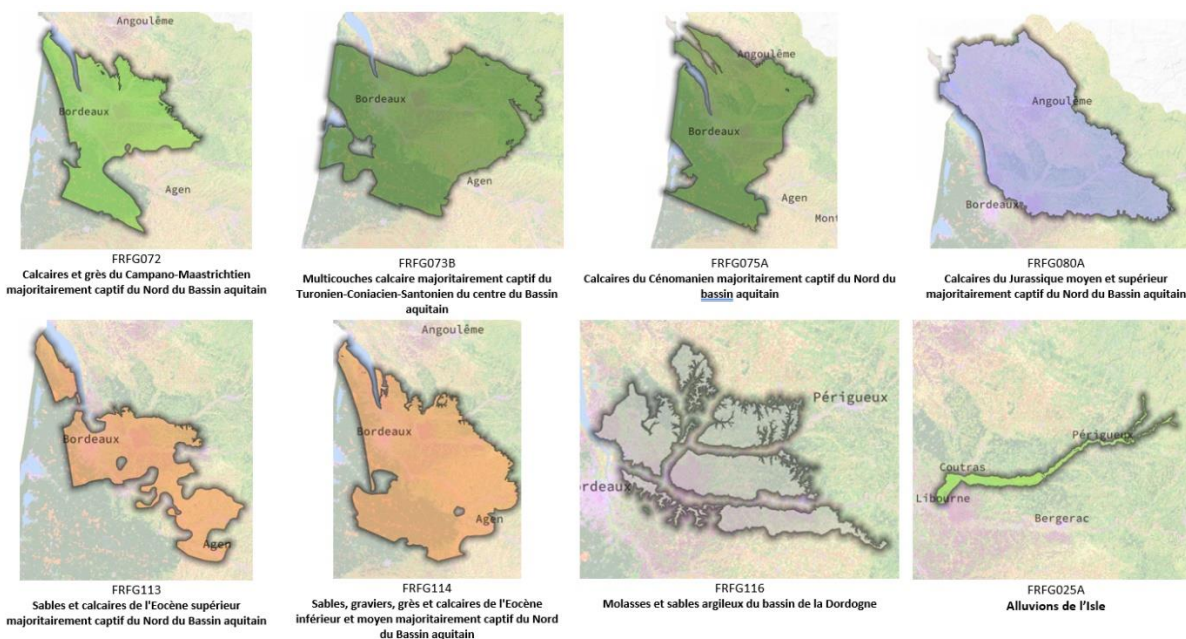 Angoulême
Bordeaux
Agen
FRFG072
Calcaires et grès du Campano-Maastrichtien
majoritairement captif du Nord du Bassin aquitain
Bordeaux
Agen
FRFG073B
Multicouches calcaire majoritairement captif du
Turonien-Coniacien-Santonien du centre du Bassin
aquitain
Angoulême
Bordeaux
Agen
Mont
FRFG075A
Calcaires du Cénomanien majoritairement captif du Nord du
bassin aquitain
Angoulême
Bordeaux
FRFG080A
Calcaires du Jurassique moyen et supérieur
majoritairement captif du Nord du Bassin aquitain
Bordeaux
Agen
FRFG113
Sables et calcaires de l'Eocène supérieur
majoritairement captif du Nord du Bassin aquitain
Angoulême
Bordeaux
Agen
FRFG114
Sables, graviers, grès et calcaires de l'Eocène
inférieur et moyen majoritairement captif du Nord
du Bassin aquitain
Périgueux
ordeaux
FRFG116
Molasses et sables argileux du bassin de la Dordogne
Périgueux
Coutras
Libourne
Bergerac
FRFG025A
Alluvions de l’Isle